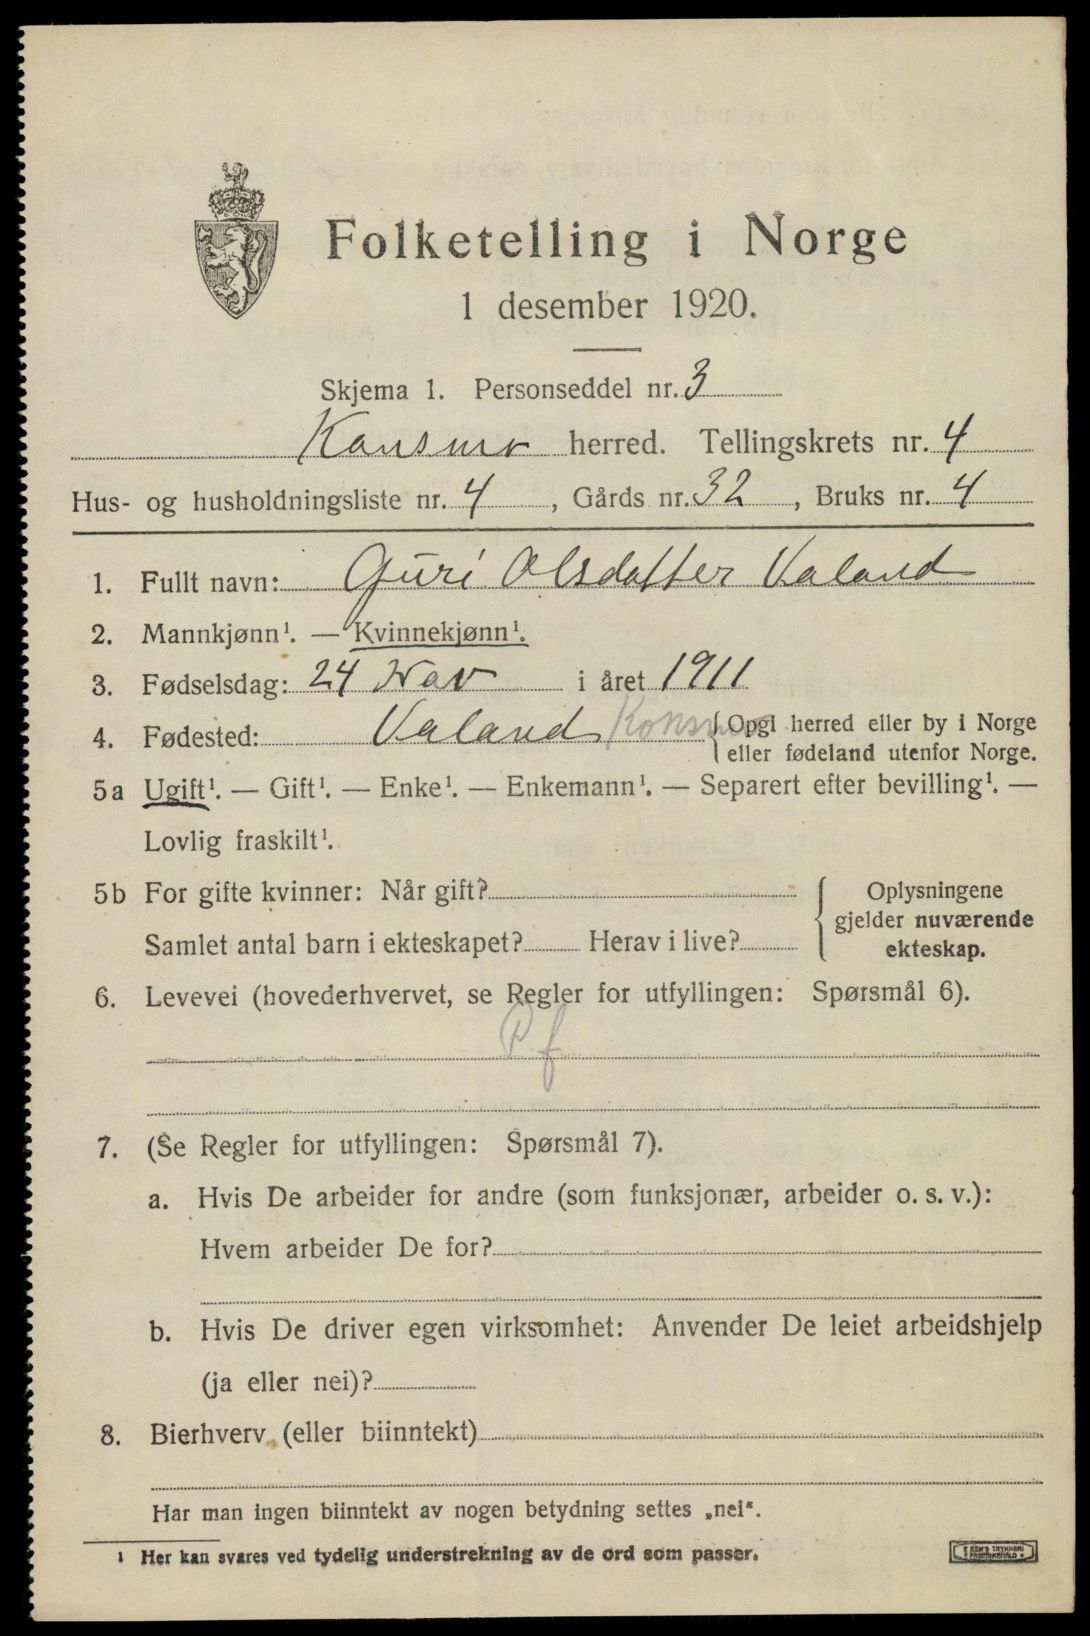 Folketelling i Norge
1 desember 1920.
Skjema 1. Personseddel nr. 3
Konsmo herred. Tellingskrets nr. 4
Hus- og husholdningsliste nr. 4, Gårds nr. 32, Bruks nr. 4
1. Fullt navn: Guri Olsdatter Valand
2. Mannkjønn¹. — Kvinnekjønn¹.
3. Fødselsdag: 24 Nov i året 1911
4. Fødested: Valand Konsmo { Opgi herred eller by i Norge
eller fødeland utenfor Norge.
5a Ugift¹. — Gift¹. — Enke¹. — Enkemann¹. — Separert efter bevilling¹. —
Lovlig fraskilt¹.
5b For gifte kvinner: Når gift?
Samlet antal barn i ekteskapet? Herav i live?
{ Oplysningene
gjelder nuværende
ekteskap.
6. Levevei (hovederhvervet, se Regler for utfyllingen: Spørsmål 6).
P. f
7. (Se Regler for utfyllingen: Spørsmål 7).
a. Hvis De arbeider for andre (som funksjonær, arbeider o. s. v.):
Hvem arbeider De for?
b. Hvis De driver egen virksomhet: Anvender De leiet arbeidshjelp
(ja eller nei)?
8. Bierhverv (eller biinntekt)
Har man ingen biinntekt av nogen betydning settes „nei“.
¹ Her kan svares ved tydelig understrekning av de ord som passer.